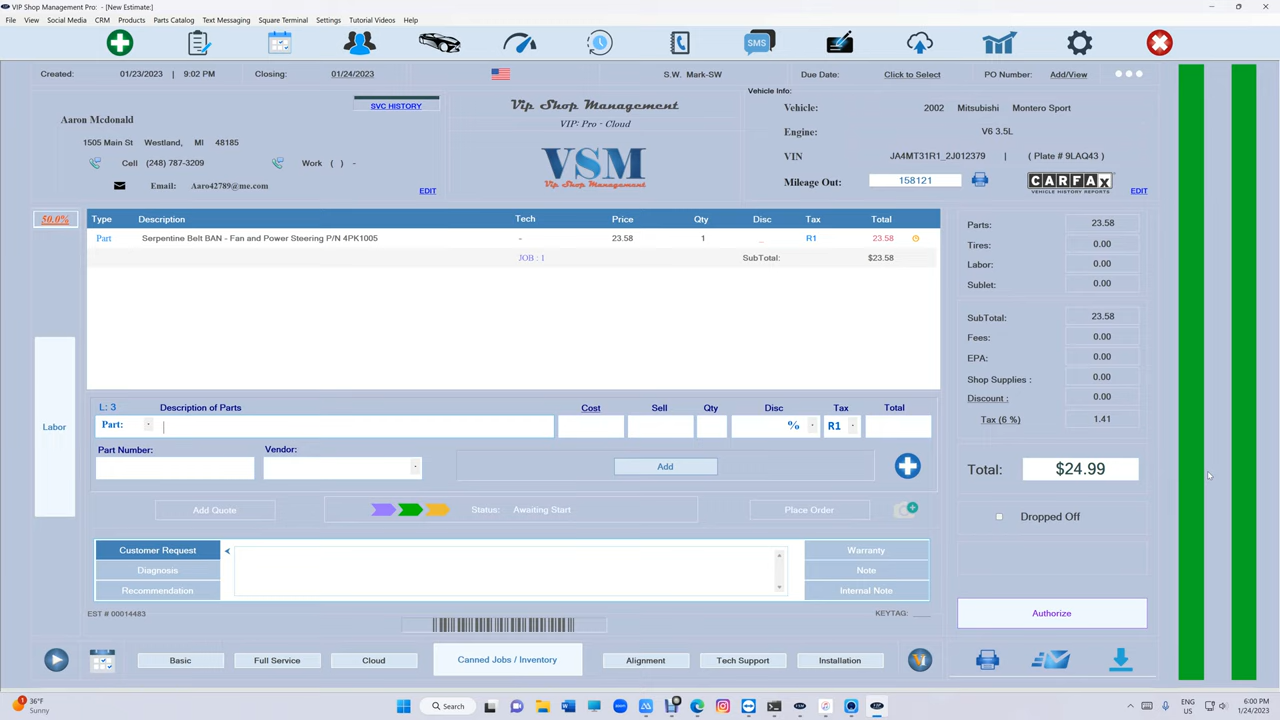 VIP Shop Management Pro: - [New Estimate:]
File View Social Media CRM Products Parts Catalog Text Messaging Square Terminal Settings Tutorial Videos Help
SMS
Created: 01/23/2023 | 9:02 PM Closing: 01/24/2023 S.W. Mark-SW Due Date: Click to Select PO Number: Add/View
SVC HISTORY
Aaron Mcdonald
1505 Main St Westland, MI 48185
Cell (248) 787-3209 Work ( ) -
Email: Aaro42789@me.com
EDIT
Vip Shop Management
VIP: Pro - Cloud
VSM
Vip Shop Management
Vehicle Info:
Vehicle: 2002 Mitsubishi Montero Sport
Engine: V6 3.5L
VIN JA4MT31R1_2J012379 | ( Plate # 9LAQ43 )
Mileage Out: 158121
CARFAX
VEHICLE HISTORY REPORTS
EDIT
50.0%
Labor
Type Description Tech Price Qty Disc Tax Total
Part Serpentine Belt BAN - Fan and Power Steering P/N 4PK1005 - 23.58 1 _ R1 23.58
JOB : 1 SubTotal: $23.58
L: 3 Description of Parts Cost Sell Qty Disc Tax Total
Part: % R1
Part Number: Vendor:
Add
Add Quote Status: Awaiting Start Place Order
Customer Request
Diagnosis
Recommendation
Warranty
Note
Internal Note
EST # 00014483 KEYTAG: ___
Parts: 23.58
Tires: 0.00
Labor: 0.00
Sublet: 0.00
SubTotal: 23.58
Fees: 0.00
EPA: 0.00
Shop Supplies : 0.00
Discount : 0.00
Tax (6 %) 1.41
Total: $24.99
Dropped Off
Authorize
Basic Full Service Cloud Canned Jobs / Inventory Alignment Tech Support Installation
36°F
Sunny
Search
ENG
US
6:00 PM
1/24/2023